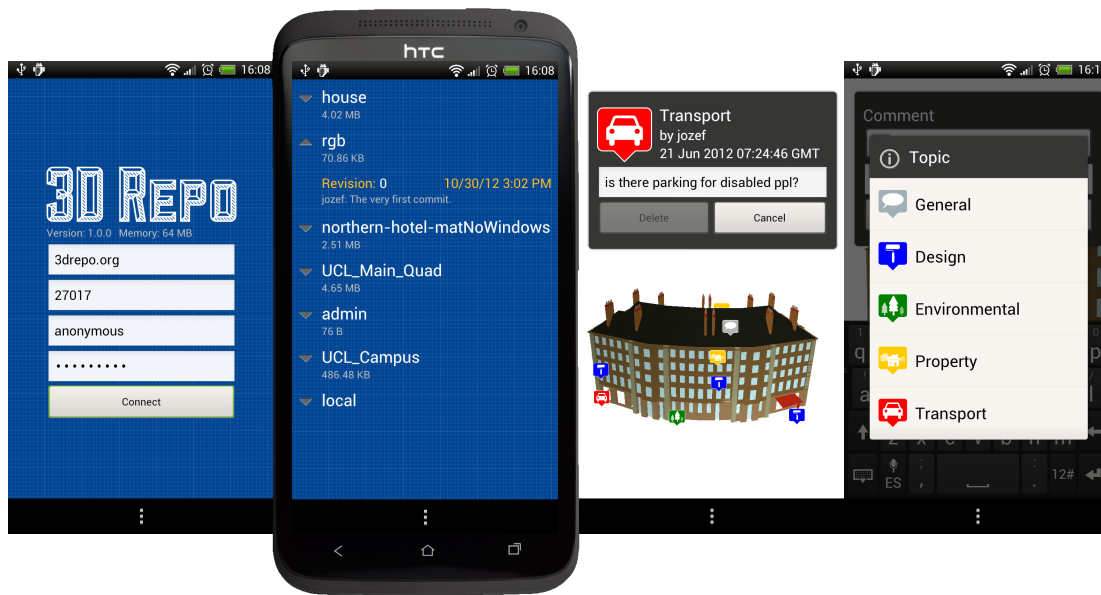 16:08
3D REPO
Version: 1.0.0 Memory: 64 MB
3drepo.org
27017
anonymous
Connect
hTC
16:08
house
4.02 MB
rgb
70.86 KB
Revision: 0 10/30/12 3:02 PM
jozef: The very first commit.
northern-hotel-matNoWindows
2.51 MB
UCL_Main_Quad
4.65 MB
admin
76 B
UCL_Campus
486.48 KB
local
Transport
by jozef
21 Jun 2012 07:24:46 GMT
is there parking for disabled ppl?
Delete
Cancel
16:1
Comment
Topic
General
Design
Environmental
Property
Transport
1
0
q
p
a
l
z x c v b n m
ES
,
.
12#